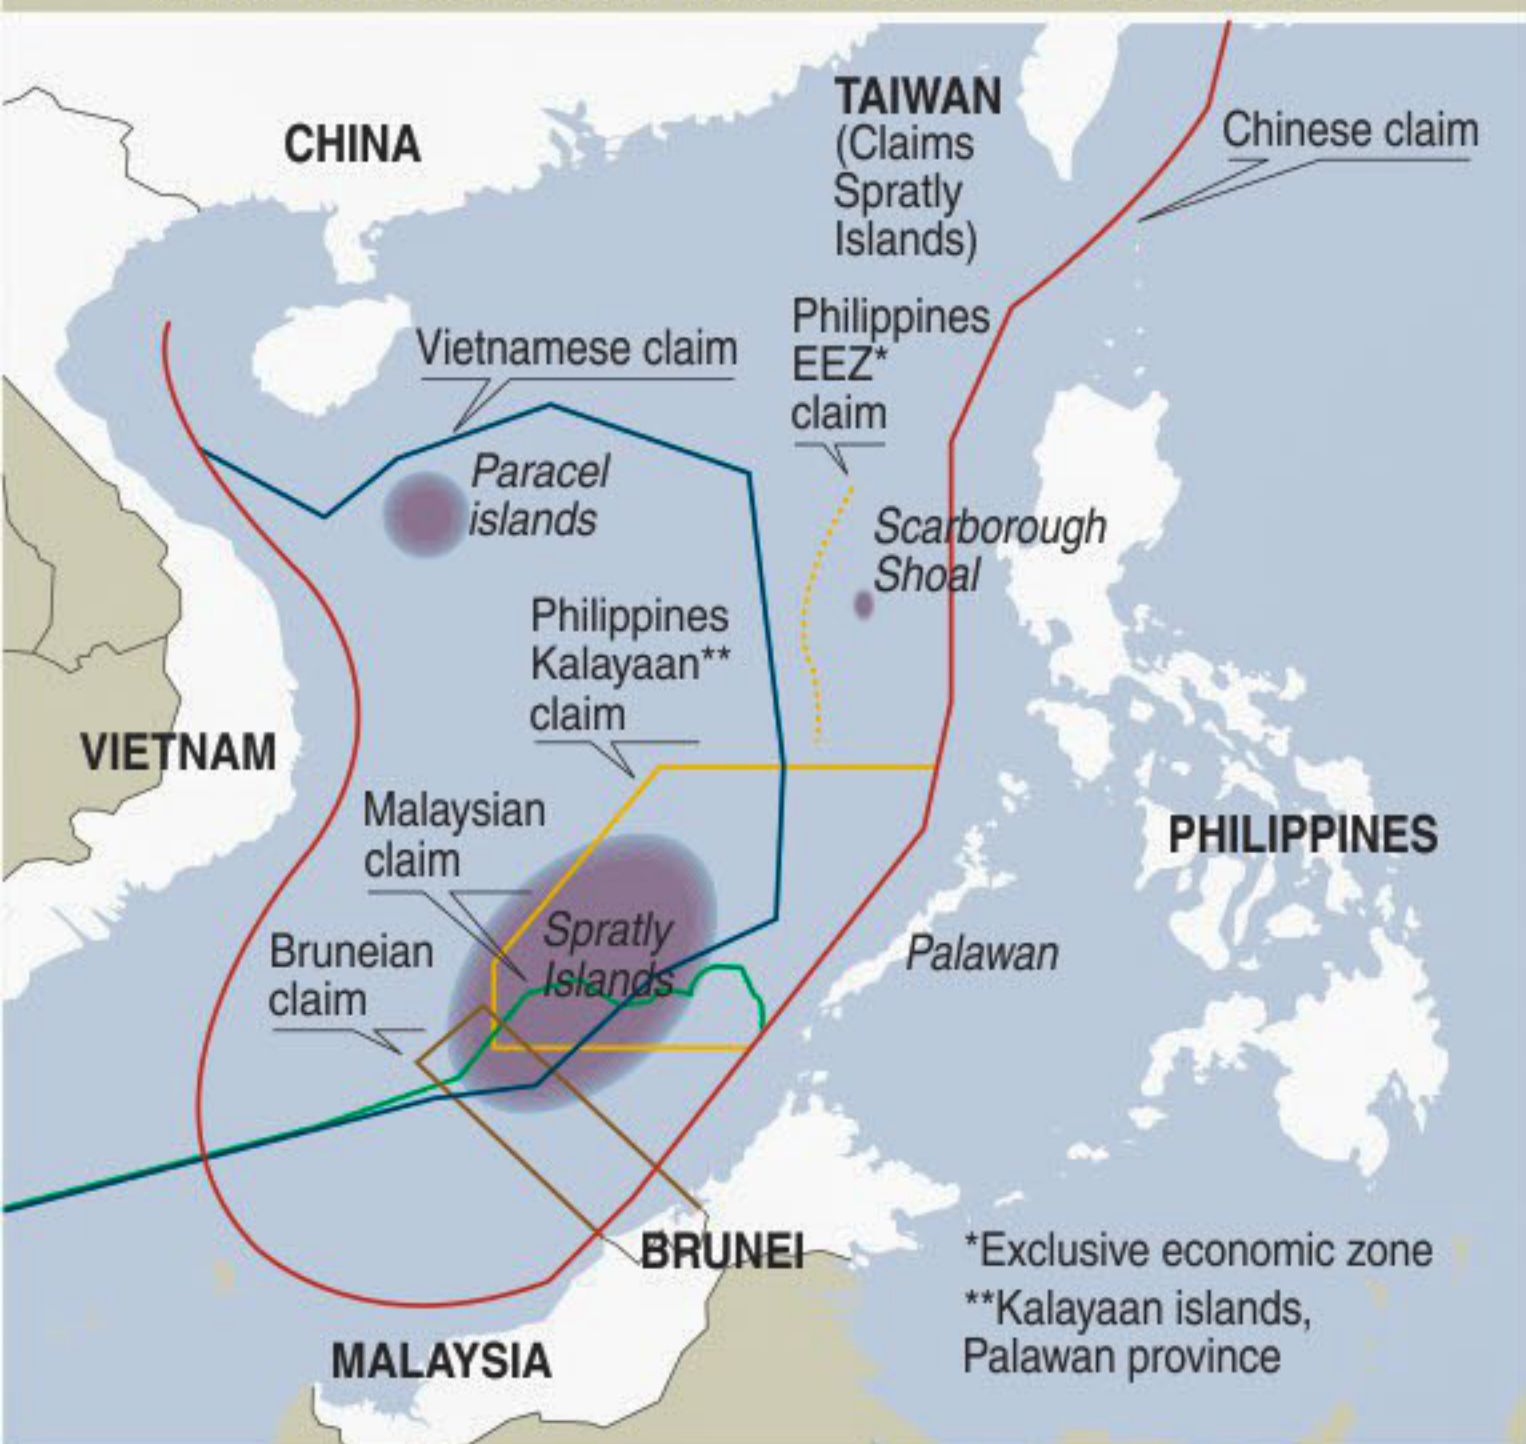 TAIWAN
(Claims
Spratly
Islands)
CHINA
Chinese claim
Vietnamese claim
Philippines
EEZ*
claim
Paracel
islands
Scarborough
Shoal
Philippines
Kalayaan**
claim
VIETNAM
Malaysian
claim
PHILIPPINES
Spratly
Islands
Bruneian
claim
Palawan
BRUNEI
*Exclusive economic zone
**Kalayaan islands,
Palawan province
MALAYSIA